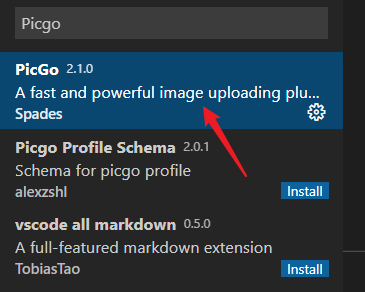 Picgo
PicGo 2.1.0
A fast and powerful image uploading plu...
Spades
Picgo Profile Schema 2.0.1
Schema for picgo profile
alexzshl Install
vscode all markdown 0.5.0
A full-featured markdown extension
TobiasTao Install